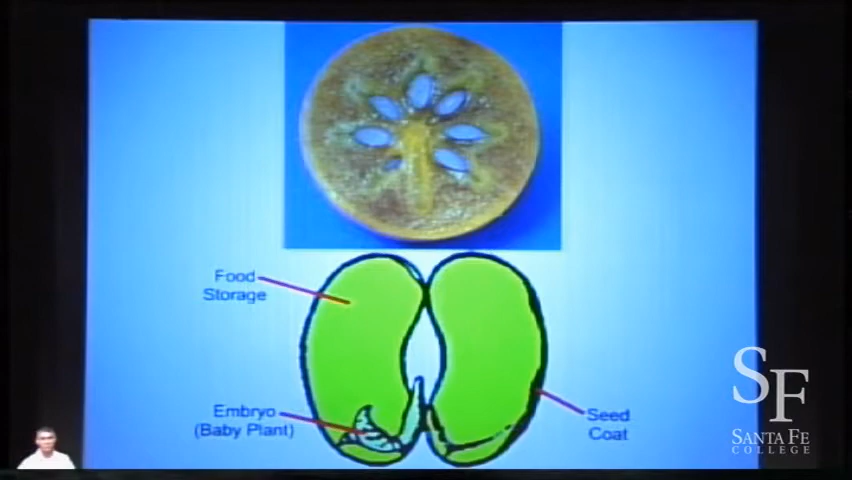 Food
Storage
Embryo
(Baby Plant)
Seed
Coat
SF
SANTA FE
COLLEGE